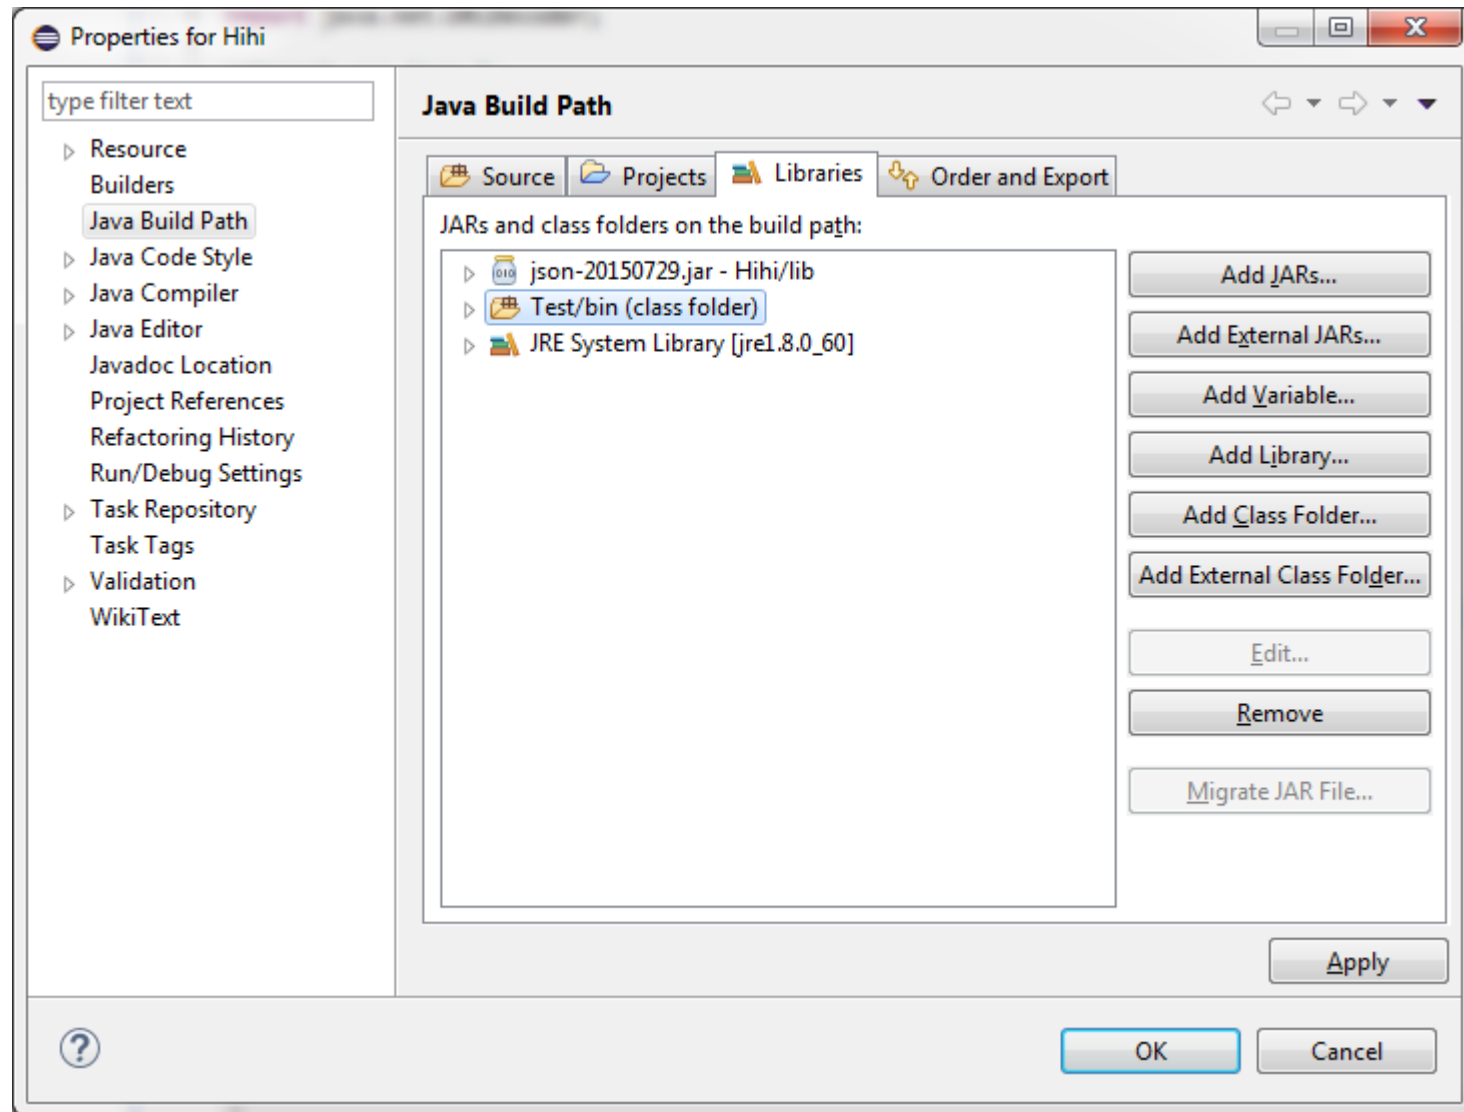 return java.net.URLDecoder;
Properties for Hihi
type filter text
Resource
Builders
Java Build Path
Java Code Style
Java Compiler
Java Editor
Javadoc Location
Project References
Refactoring History
Run/Debug Settings
Task Repository
Task Tags
Validation
WikiText
Java Build Path
Source
Projects
Libraries
Order and Export
JARs and class folders on the build path:
json-20150729.jar - Hihi/lib
Test/bin (class folder)
JRE System Library [jre1.8.0_60]
Add JARs...
Add External JARs...
Add Variable...
Add Library...
Add Class Folder...
Add External Class Folder...
Edit...
Remove
Migrate JAR File...
Apply
OK
Cancel